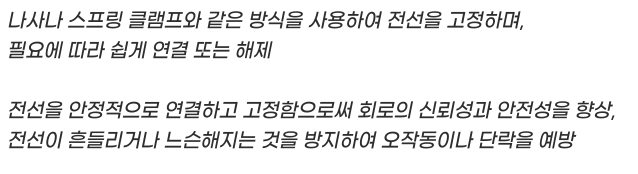 나사나 스프링 클램프와 같은 방식을 사용하여 전선을 고정하며,
필요에 따라 쉽게 연결 또는 해제
전선을 안정적으로 연결하고 고정함으로써 회로의 신뢰성과 안전성을 향상,
전선이 흔들리거나 느슨해지는 것을 방지하여 오작동이나 단락을 예방